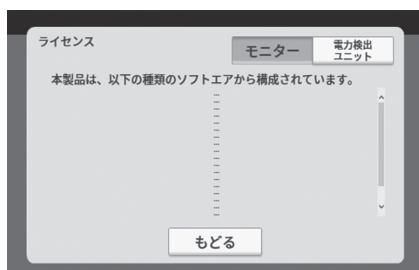 ライセンス
モニター
電力検出
ユニット
本製品は、以下の種類のソフトエアから構成されています。
もどる